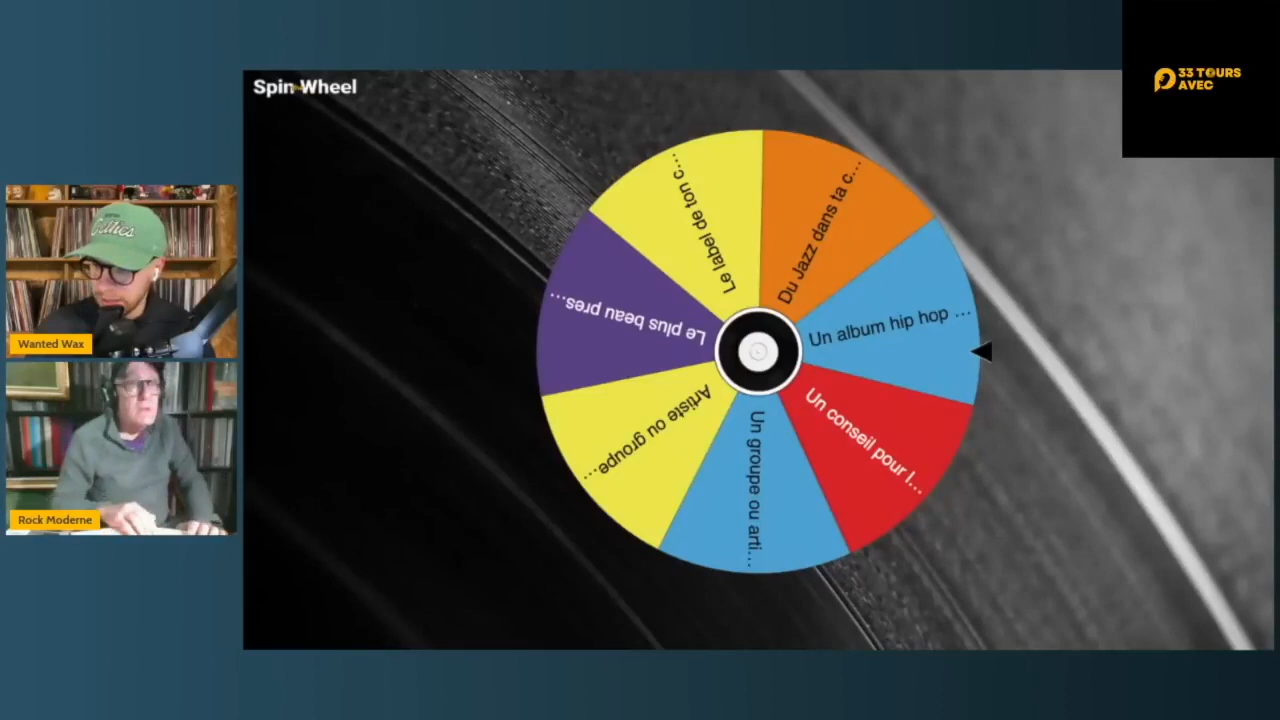 33 TOURS
AVEC
Spin Wheel
Le label de ton c...
Du Jazz dans ta c...
Un album hip hop ...
Un conseil pour l...
Un groupe ou arti...
Artiste ou groupe...
Le plus beau pres...
Celtics
Wanted Wax
Rock Moderne